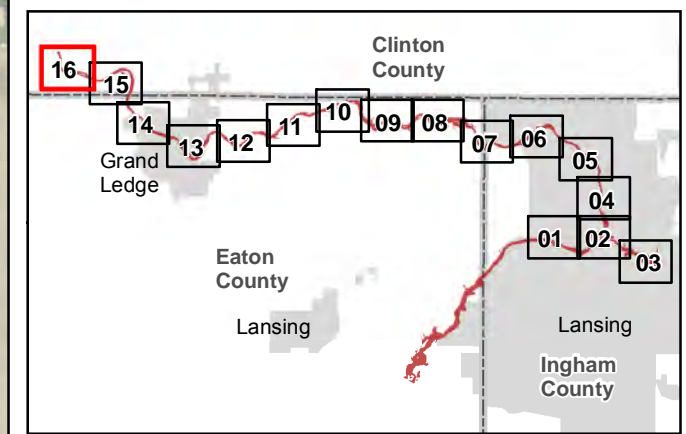 Clinton
County
16
15
14
13
12
11
10
09
08
07
06
05
04
01
02
03
Grand
Ledge
Eaton
County
Lansing
Lansing
Ingham
County